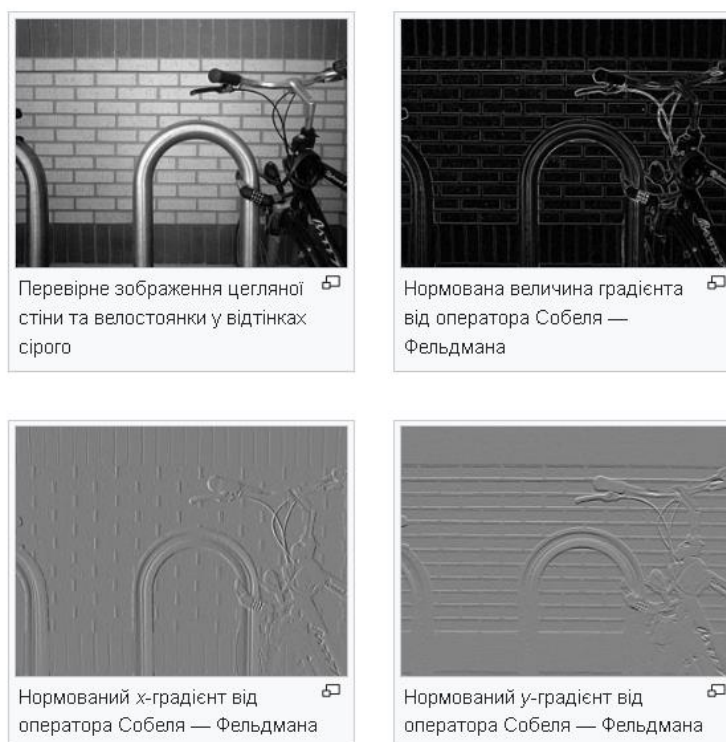 Перевірне зображення цегляної
стіни та велостоянки у відтінках
сірого
Нормована величина градієнта
від оператора Собеля —
Фельдмана
Нормований x-градієнт від
оператора Собеля — Фельдмана
Нормований y-градієнт від
оператора Собеля — Фельдмана